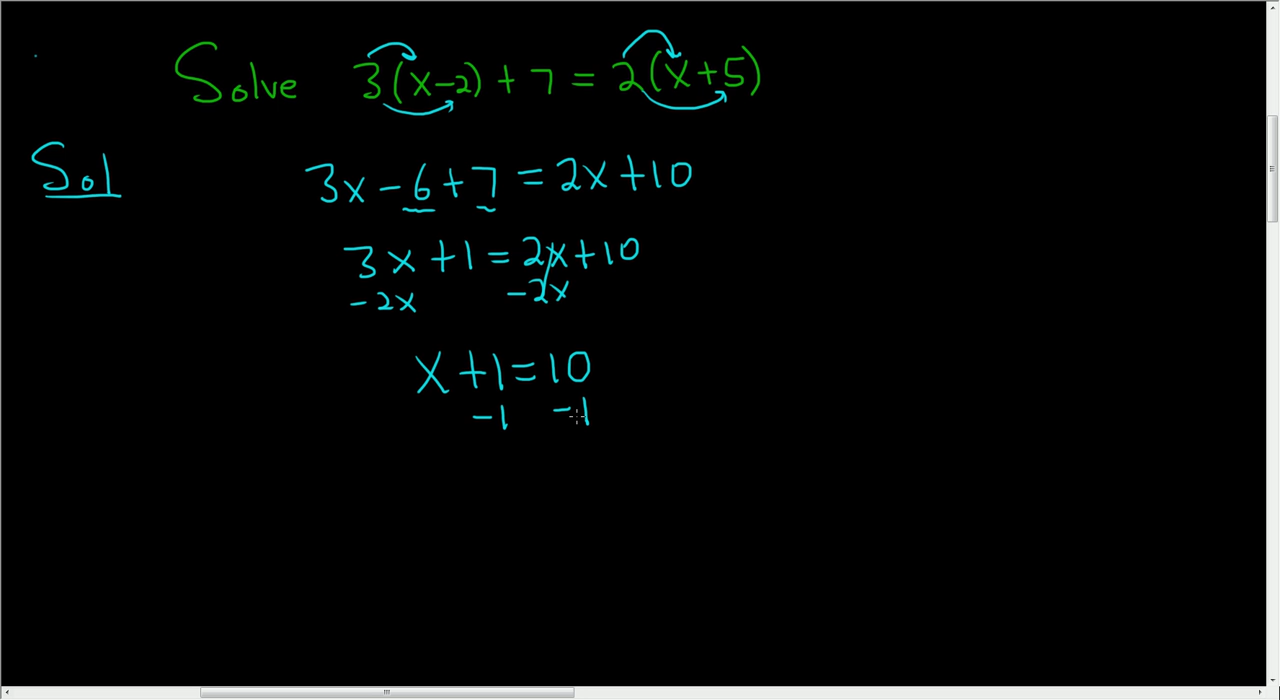 Solve 3(x-2) + 7 = 2(x+5)
Sol
3x - 6 + 7 = 2x + 10
3x + 1 = 2x + 10
- 2x - 2x
x + 1 = 10
- 1 - 1